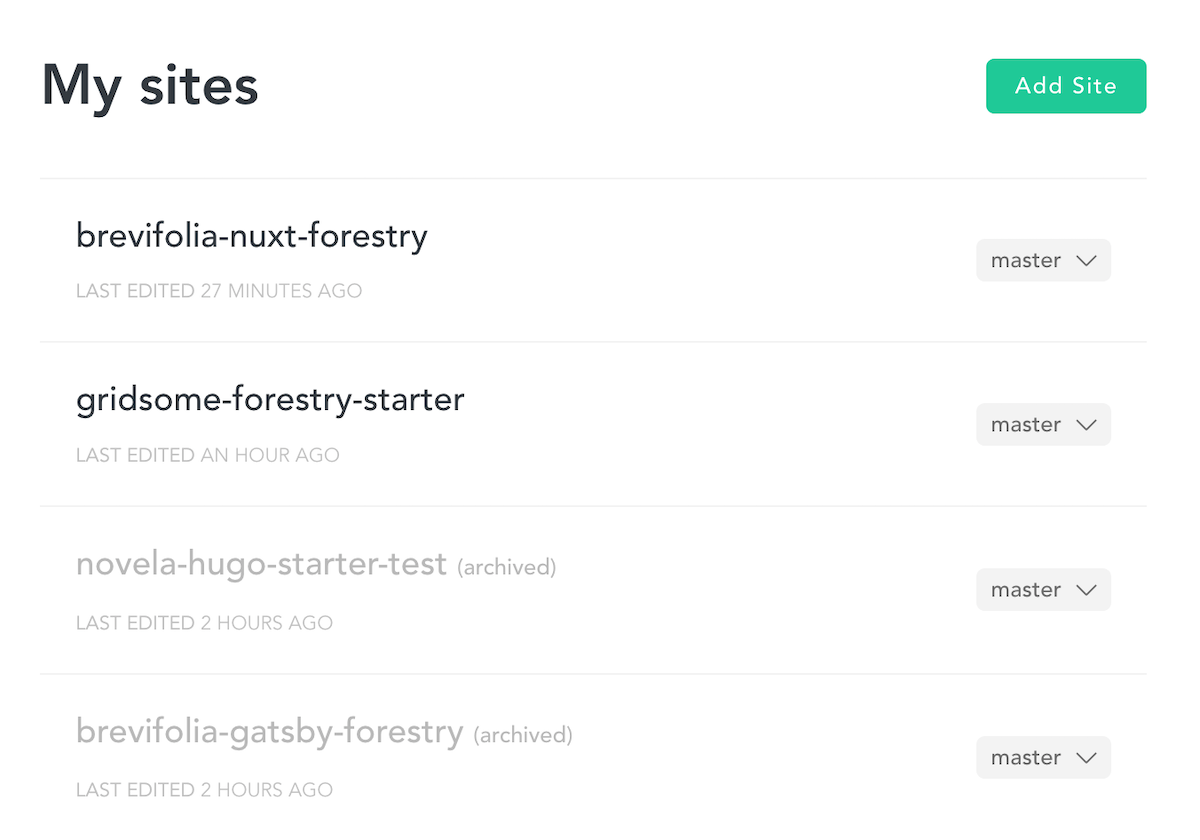 My sites
Add Site
brevifolia-nuxt-forestry
LAST EDITED 27 MINUTES AGO
master
gridsome-forestry-starter
LAST EDITED AN HOUR AGO
master
novela-hugo-starter-test (archived)
LAST EDITED 2 HOURS AGO
master
brevifolia-gatsby-forestry (archived)
LAST EDITED 2 HOURS AGO
master